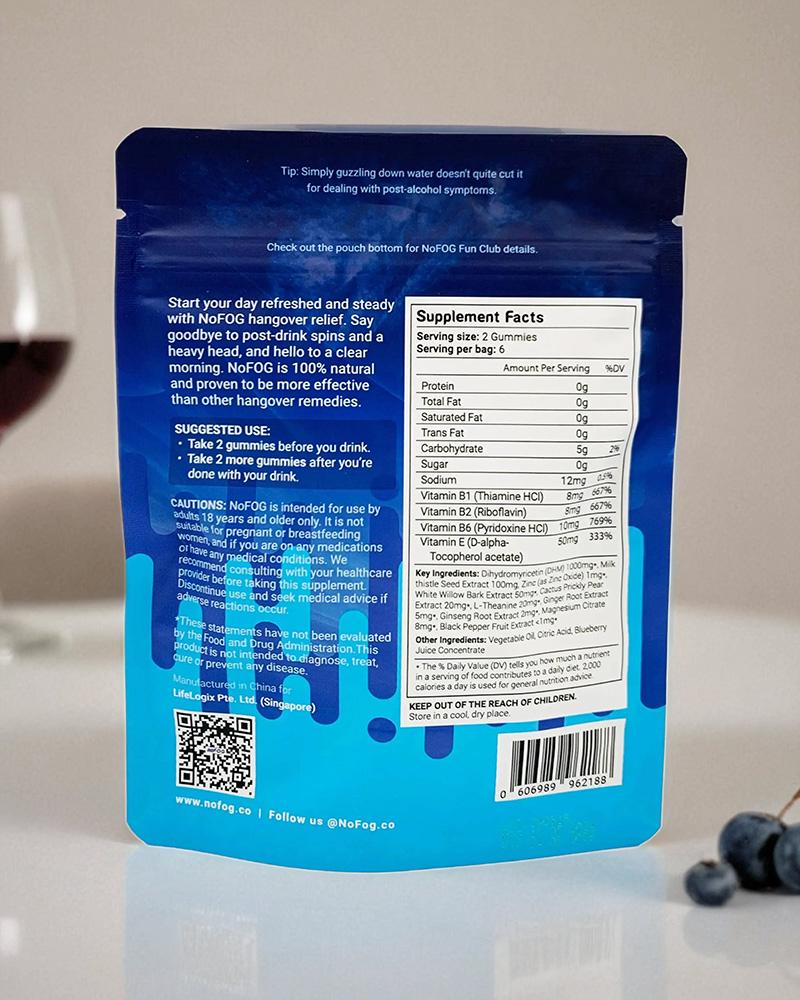 Tip: Simply guzzling down water doesn't quite cut it
for dealing with post-alcohol symptoms.
Check out the pouch bottom for NoFOG Fun Club details.
Start your day refreshed and steady
with NoFOG hangover relief. Say
goodbye to post-drink spins and a
heavy head, and hello to a clear
morning. NoFOG is 100% natural
and proven to be more effective
than other hangover remedies.
SUGGESTED USE:
• Take 2 gummies before you drink.
• Take 2 more gummies after you're
done with your drink.
CAUTIONS: NoFOG is intended for use by
adults 18 years and older only. It is not
suitable for pregnant or breastfeeding
women, and if you are on any medications
or have any medical conditions. We
recommend consulting with your healthcare
provider before taking this supplement.
Discontinue use and seek medical advice if
adverse reactions occur.
*These statements have not been evaluated
by the Food and Drug Administration.This
product is not intended to diagnose, treat,
cure or prevent any disease.
Manufactured in China for
LifeLogix Pte. Ltd. (Singapore)
www.nofog.co | Follow us @NoFog.co
Supplement Facts
Serving size: 2 Gummies
Serving per bag: 6
Amount Per Serving %DV
Protein 0g
Total Fat 0g
Saturated Fat 0g
Trans Fat 0g
Carbohydrate 5g 2%
Sugar 0g
Sodium 12mg 0.5%
Vitamin B1 (Thiamine HCl) 8mg 667%
Vitamin B2 (Riboflavin) 8mg 667%
Vitamin B6 (Pyridoxine HCl) 10mg 769%
Vitamin E (D-alpha- 50mg 333%
Tocopherol acetate)
Key Ingredients: Dihydromyricetin (DHM) 1000mg*, Milk
thistle Seed Extract 100mg, Zinc (as Zinc Oxide) 1mg*,
White Willow Bark Extract 50mg*, Cactus Prickly Pear
Extract 20mg*, L-Theanine 20mg*, Ginger Root Extract
5mg*, Ginseng Root Extract 2mg*, Magnesium Citrate
8mg*, Black Pepper Fruit Extract <1mg*
Other Ingredients: Vegetable Oil, Citric Acid, Blueberry
Juice Concentrate
* The % Daily Value (DV) tells you how much a nutrient
in a serving of food contributes to a daily diet. 2,000
calories a day is used for general nutrition advice.
KEEP OUT OF THE REACH OF CHILDREN.
Store in a cool, dry place.
0 606989 962188